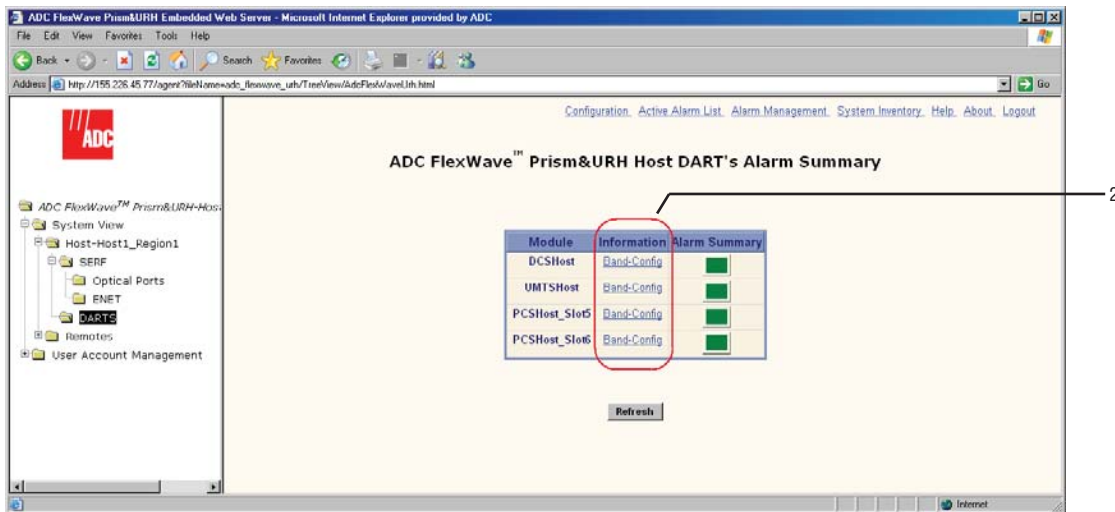 ADC FlexWave Prism&URH Embedded Web Server - Microsoft Internet Explorer provided by ADC
File Edit View Favorites Tools Help
Back Search Favorites
Address http://155.226.45.77/agent?fileName=adc_flexwave_urh/TreeView/AdcFlexWaveUrh.html Go
Configuration Active Alarm List Alarm Management System Inventory Help About Logout
ADC
ADC FlexWave™ Prism&URH Host DART's Alarm Summary
2
ADC FlexWave™ Prism&URH-Hos
System View
Host-Host1_Region1
SERF
Optical Ports
ENET
DARTS
Remotes
User Account Management
Module Information Alarm Summary
DCSHost Band-Config
UMTSHost Band-Config
PCSHost_Slot5 Band-Config
PCSHost_Slot6 Band-Config
Refresh
Internet